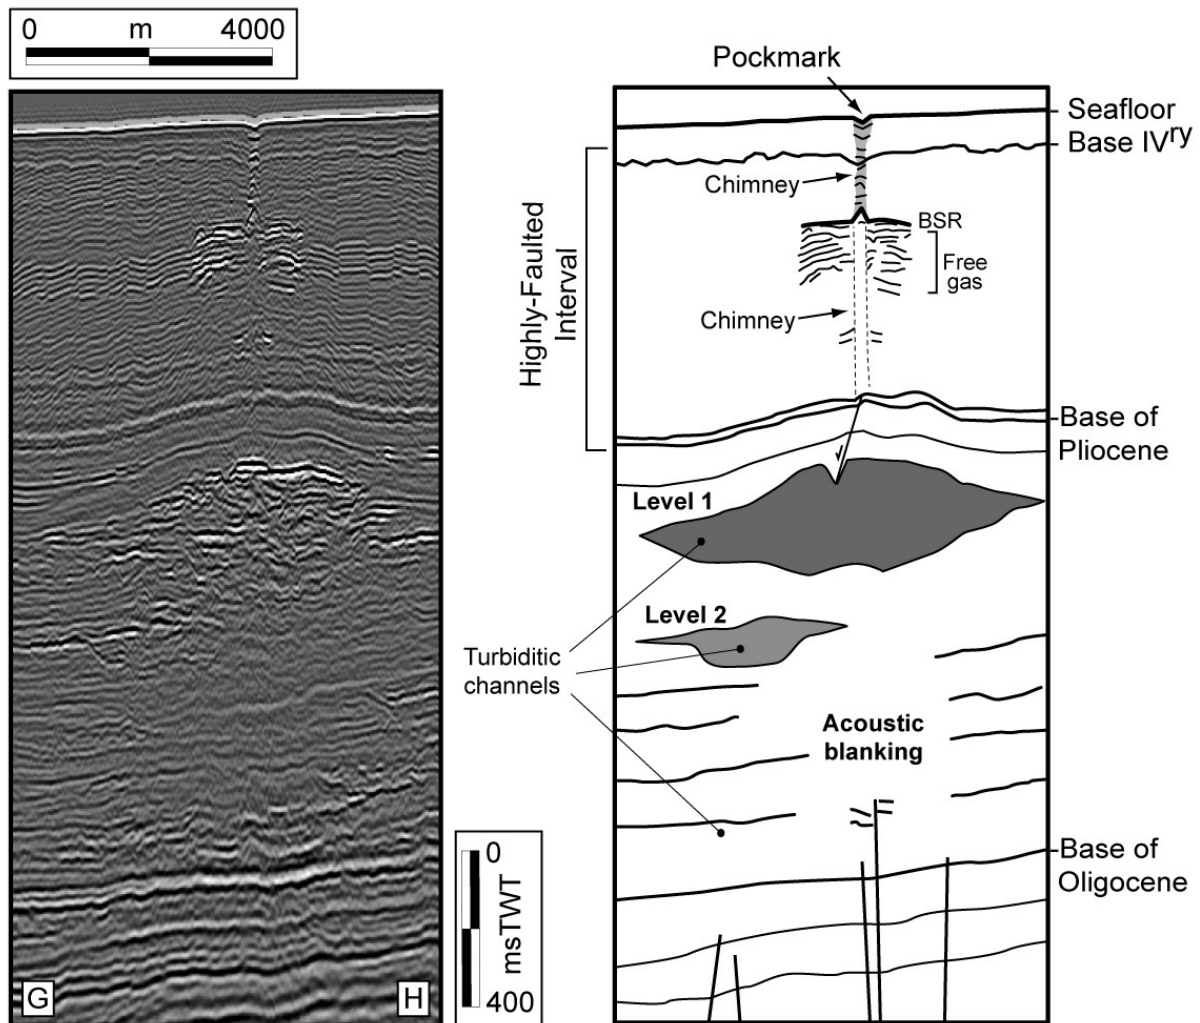 0 m 4000
Pockmark
Seafloor
Base IVry
Chimney
BSR
Free
gas
Highly-Faulted
Interval
Chimney
Base of
Pliocene
Level 1
Level 2
Turbiditic
channels
Acoustic
blanking
0
msTWT
400
Base of
Oligocene
G
H